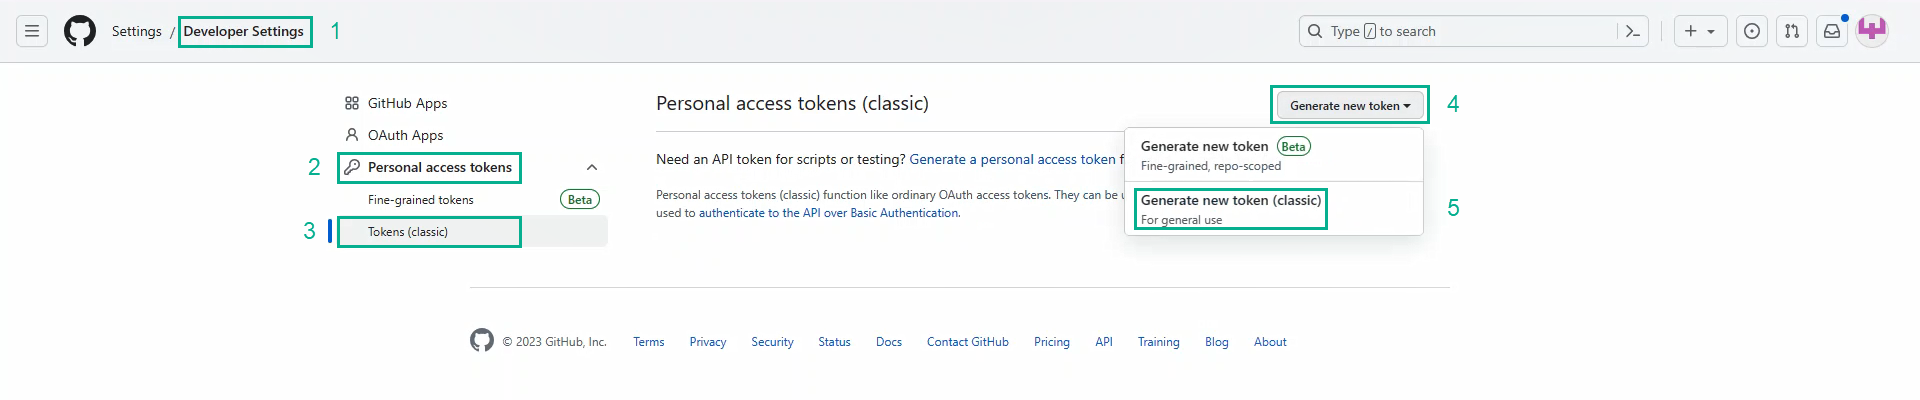 Settings / Developer Settings 1
Type / to search
GitHub Apps
OAuth Apps
2 Personal access tokens
Fine-grained tokens Beta
3 Tokens (classic)
Personal access tokens (classic)
Generate new token 4
Need an API token for scripts or testing? Generate a personal access token f
Personal access tokens (classic) function like ordinary OAuth access tokens. They can be u
used to authenticate to the API over Basic Authentication.
Generate new token Beta
Fine-grained, repo-scoped
Generate new token (classic) 5
For general use
© 2023 GitHub, Inc. Terms Privacy Security Status Docs Contact GitHub Pricing API Training Blog About